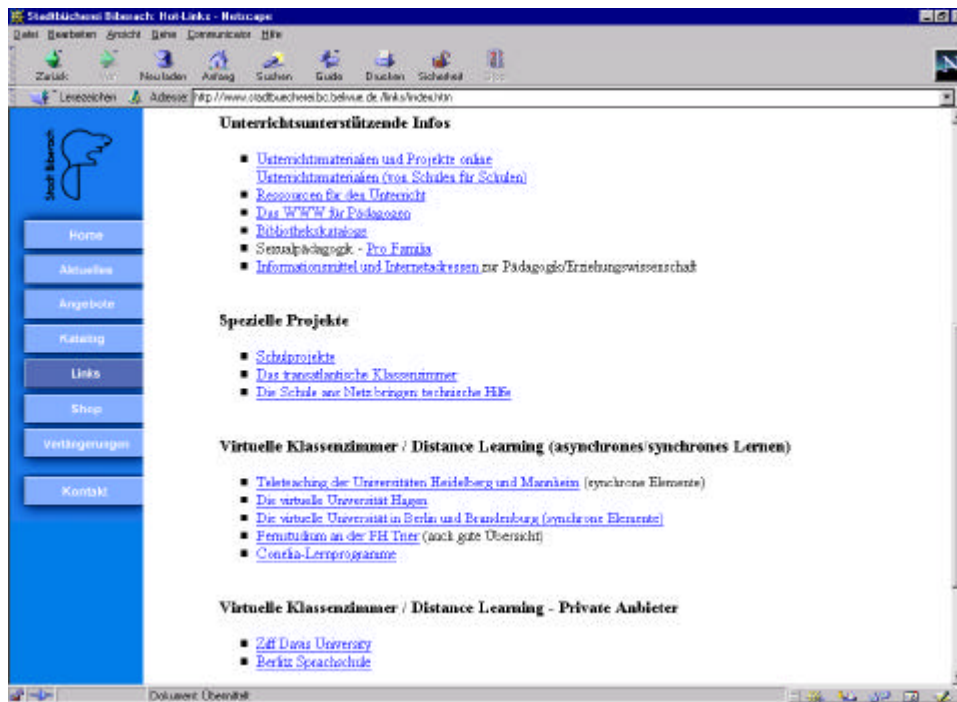 Stadtbücherei Biberach: Hot-Links - Netscape
Datei Bearbeiten Ansicht Gehe Communicator Hilfe
Zurück Vor Neu laden Anfang Suchen Guide Drucken Sicherheit Stop
Lesezeichen Adresse http://www.stadtbuecherei.bc.belwue.de/links/index.htm
Stadt Biberach
Home
Aktuelles
Angebote
Katalog
Links
Shop
Verlängerungen
Kontakt
Unterrichtsunterstützende Infos
Unterrichtsmaterialien und Projekte online
Unterrichtsmaterialien (von Schulen für Schulen)
Ressourcen für den Unterricht
Das WWW für Pädagogen
Bibliothekskataloge
Sexualpädagogik - Pro Familia
Informationsmittel und Internetadressen zur Pädagogik/Erziehungswissenschaft
Spezielle Projekte
Schulprojekte
Das transatlantische Klassenzimmer
Die Schule ans Netz bringen: technische Hilfe
Virtuelle Klassenzimmer / Distance Learning (asynchrones/synchrones Lernen)
Teleteaching der Universitäten Heidelberg und Mannheim (synchrone Elemente)
Die virtuelle Universität Hagen
Die virtuelle Universität in Berlin und Brandenburg (synchrone Elemente)
Fernstudium an der FH Trier (auch gute Übersicht)
Virtuelle Klassenzimmer / Distance Learning - Private Anbieter
Ziff Davis University
Berlitz Sprachschule
Dokument: Übermittelt